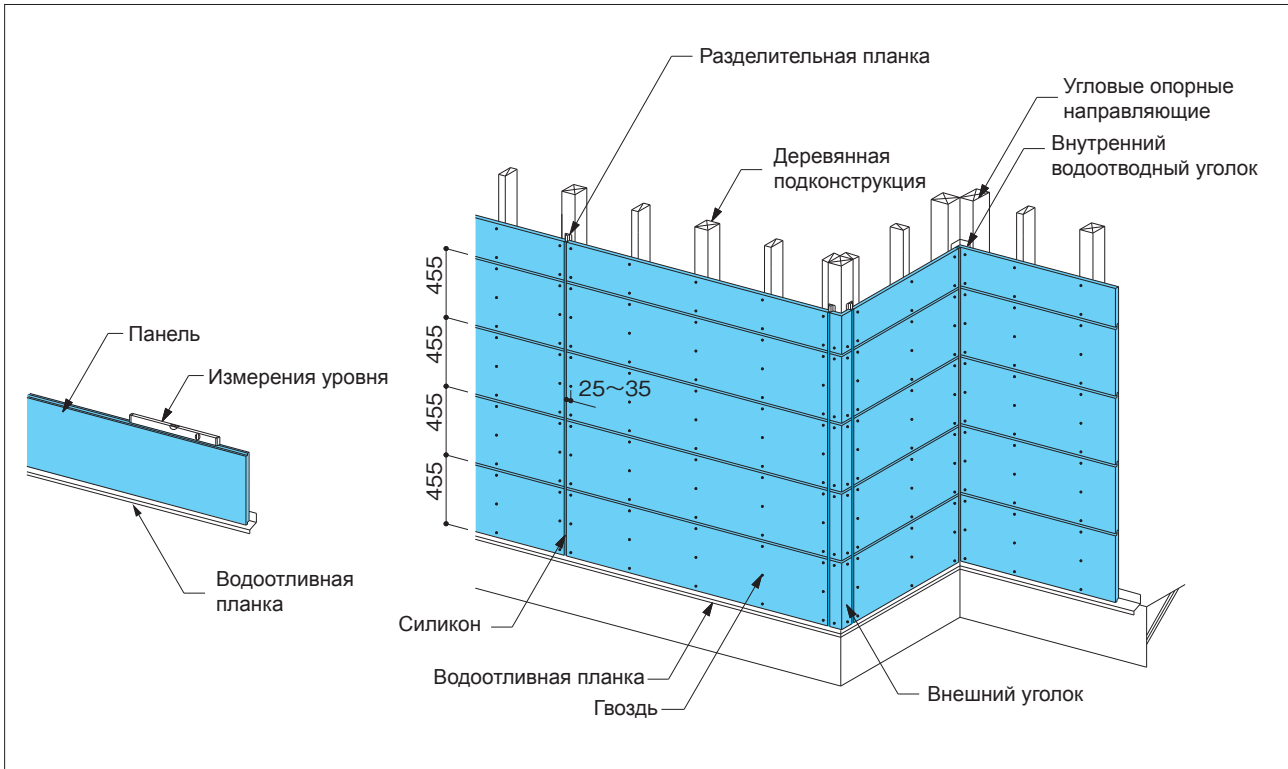 Разделительная планка
Угловые опорные
направляющие
Внутренний
водоотводный уголок
Деревянная
подконструкция
455
455
455
455
25～35
Панель
Измерения уровня
Водоотливная
планка
Силикон
Водоотливная планка
Гвоздь
Внешний уголок